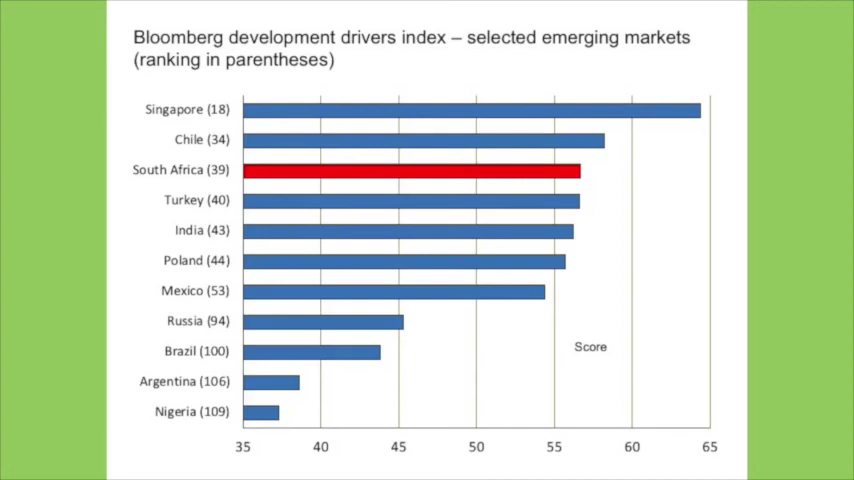 Bloomberg development drivers index – selected emerging markets
(ranking in parentheses)
Singapore (18)
Chile (34)
South Africa (39)
Turkey (40)
India (43)
Poland (44)
Mexico (53)
Russia (94)
Score
Brazil (100)
Argentina (106)
Nigeria (109)
35 40 45 50 55 60 65